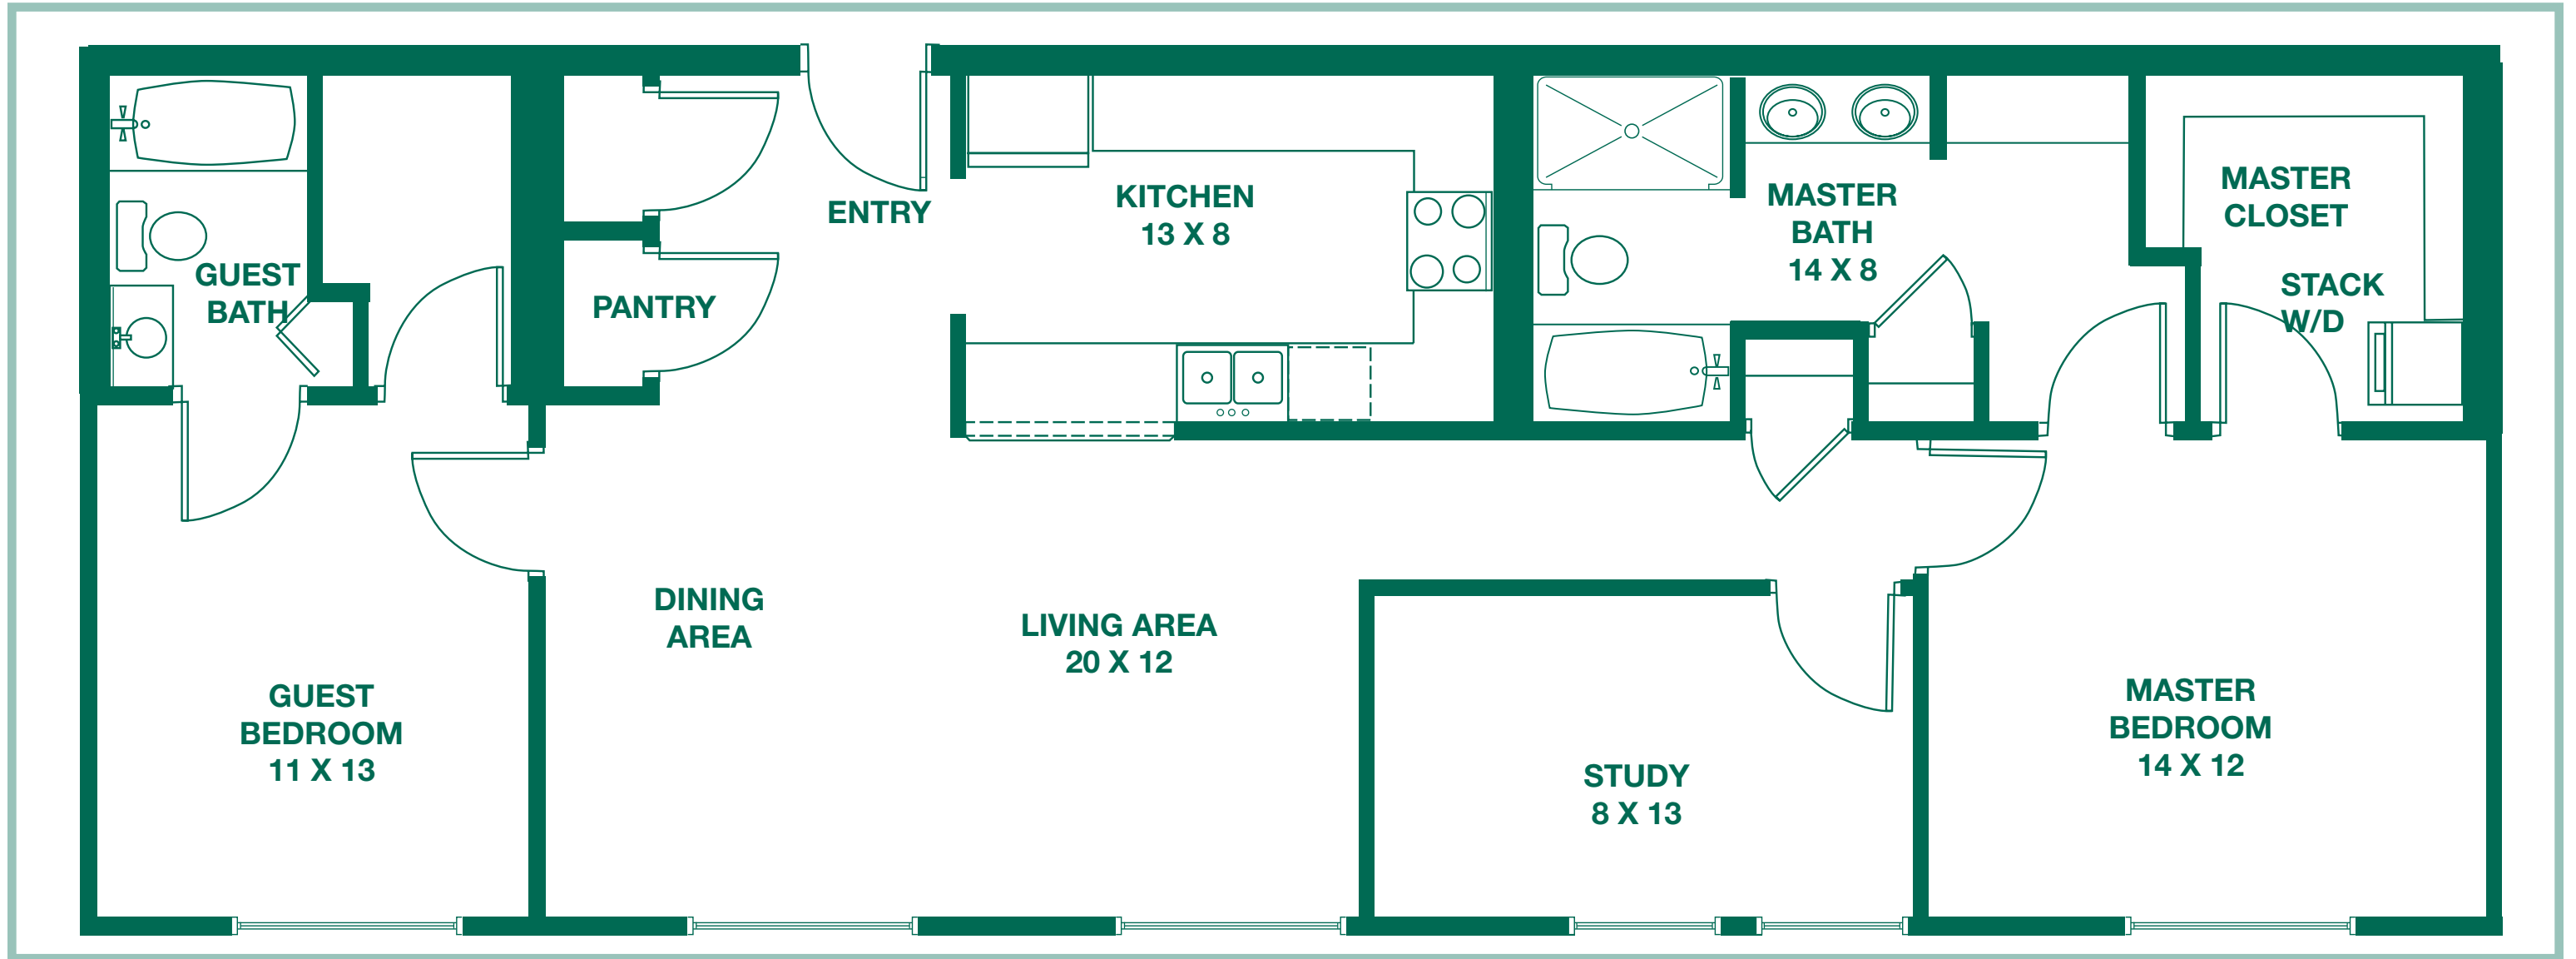 GUEST
BATH
PANTRY
ENTRY
KITCHEN
13 X 8
MASTER
BATH
14 X 8
MASTER
CLOSET
STACK
W/D
GUEST
BEDROOM
11 X 13
DINING
AREA
LIVING AREA
20 X 12
STUDY
8 X 13
MASTER
BEDROOM
14 X 12